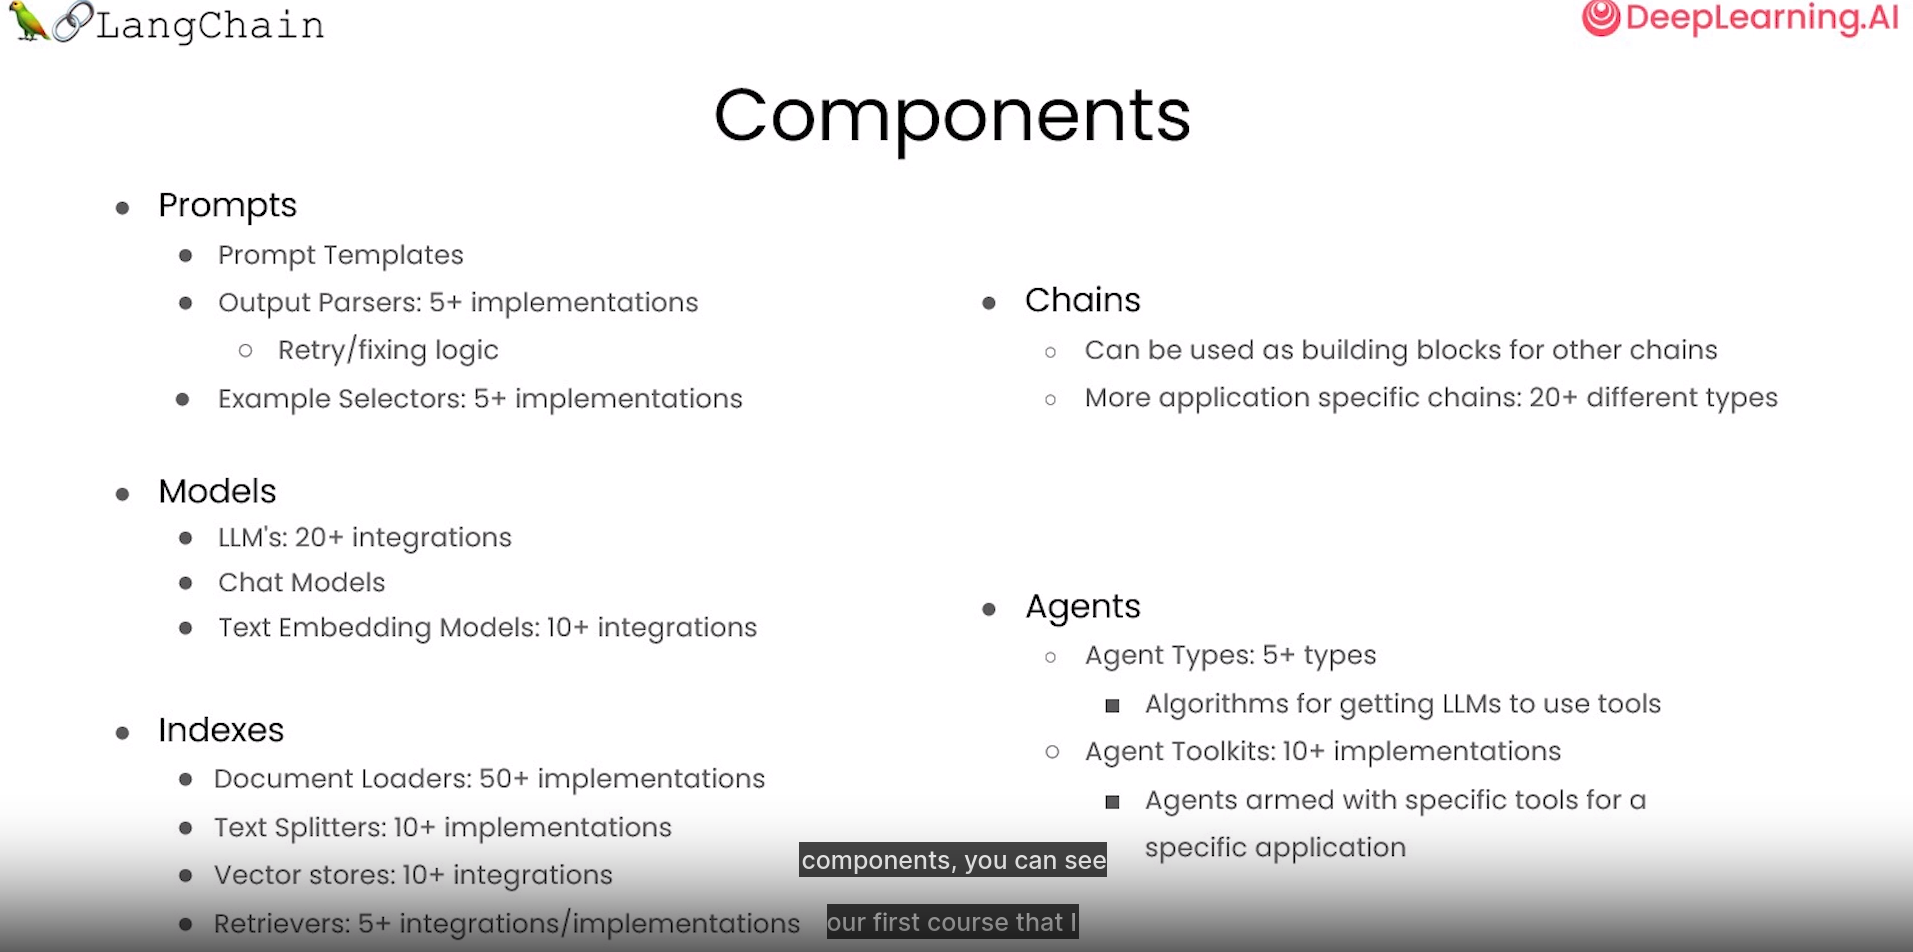 LangChain
DeepLearning.AI
Components
Prompts
Prompt Templates
Output Parsers: 5+ implementations
Retry/fixing logic
Example Selectors: 5+ implementations
Models
LLM's: 20+ integrations
Chat Models
Text Embedding Models: 10+ integrations
Indexes
Document Loaders: 50+ implementations
Text Splitters: 10+ implementations
Vector stores: 10+ integrations
Retrievers: 5+ integrations/implementations
Chains
Can be used as building blocks for other chains
More application specific chains: 20+ different types
Agents
Agent Types: 5+ types
Algorithms for getting LLMs to use tools
Agent Toolkits: 10+ implementations
Agents armed with specific tools for a
specific application
components, you can see
our first course that I